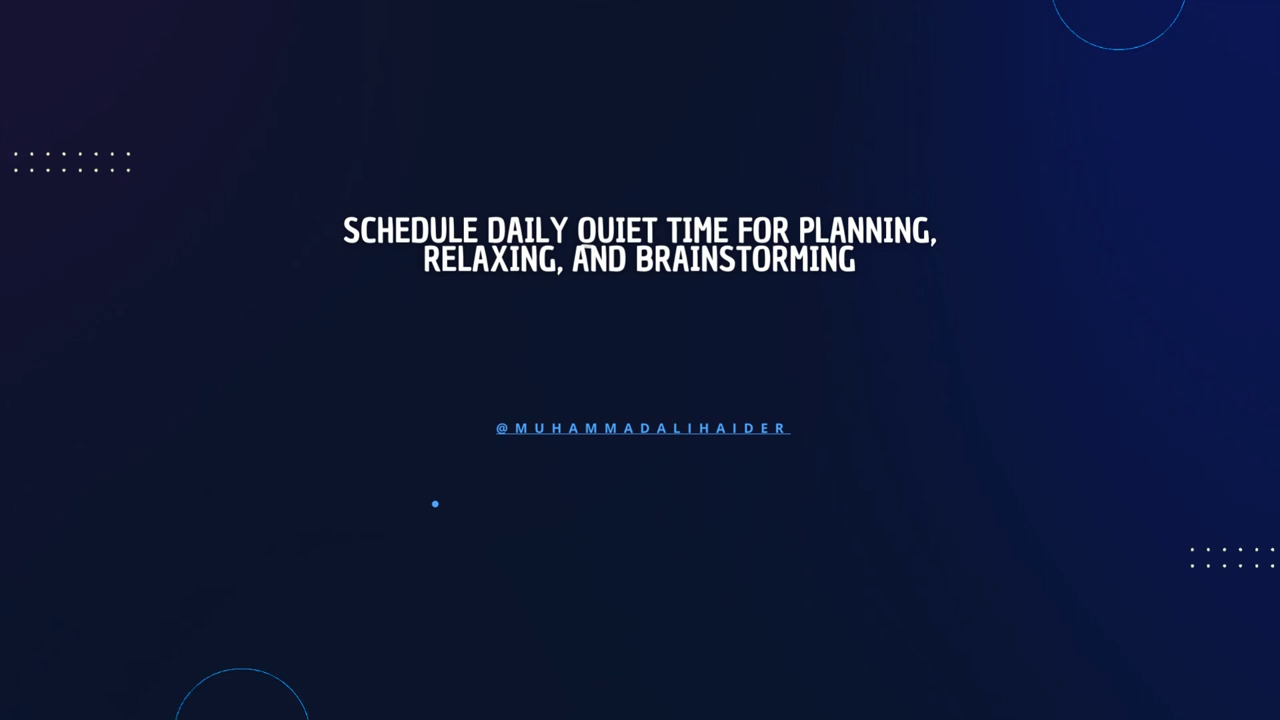 SCHEDULE DAILY QUIET TIME FOR PLANNING,
RELAXING, AND BRAINSTORMING
@MUHAMMADALIHAIDER